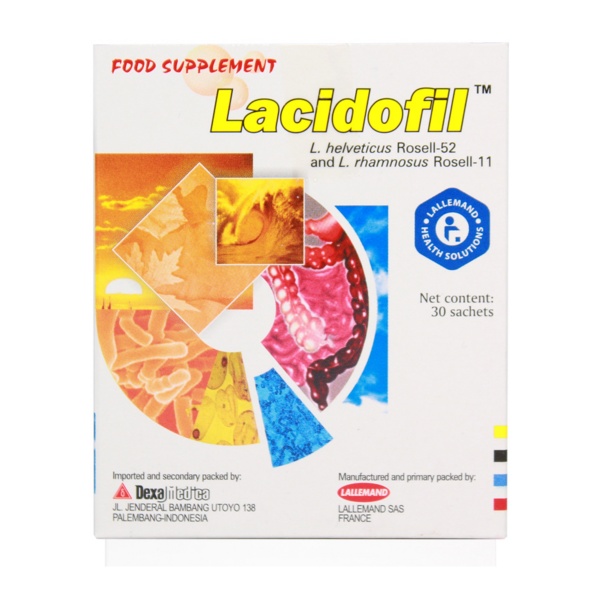 FOOD SUPPLEMENT
Lacidofil™
L. helveticus Rosell-52
and L. rhamnosus Rosell-11
LALLEMAND
HEALTH SOLUTIONS
Net content:
30 sachets
Imported and secondary packed by:
Dexa Medica
JL. JENDERAL BAMBANG UTOYO 138
PALEMBANG-INDONESIA
Manufactured and primary packed by:
LALLEMAND
LALLEMAND SAS
FRANCE